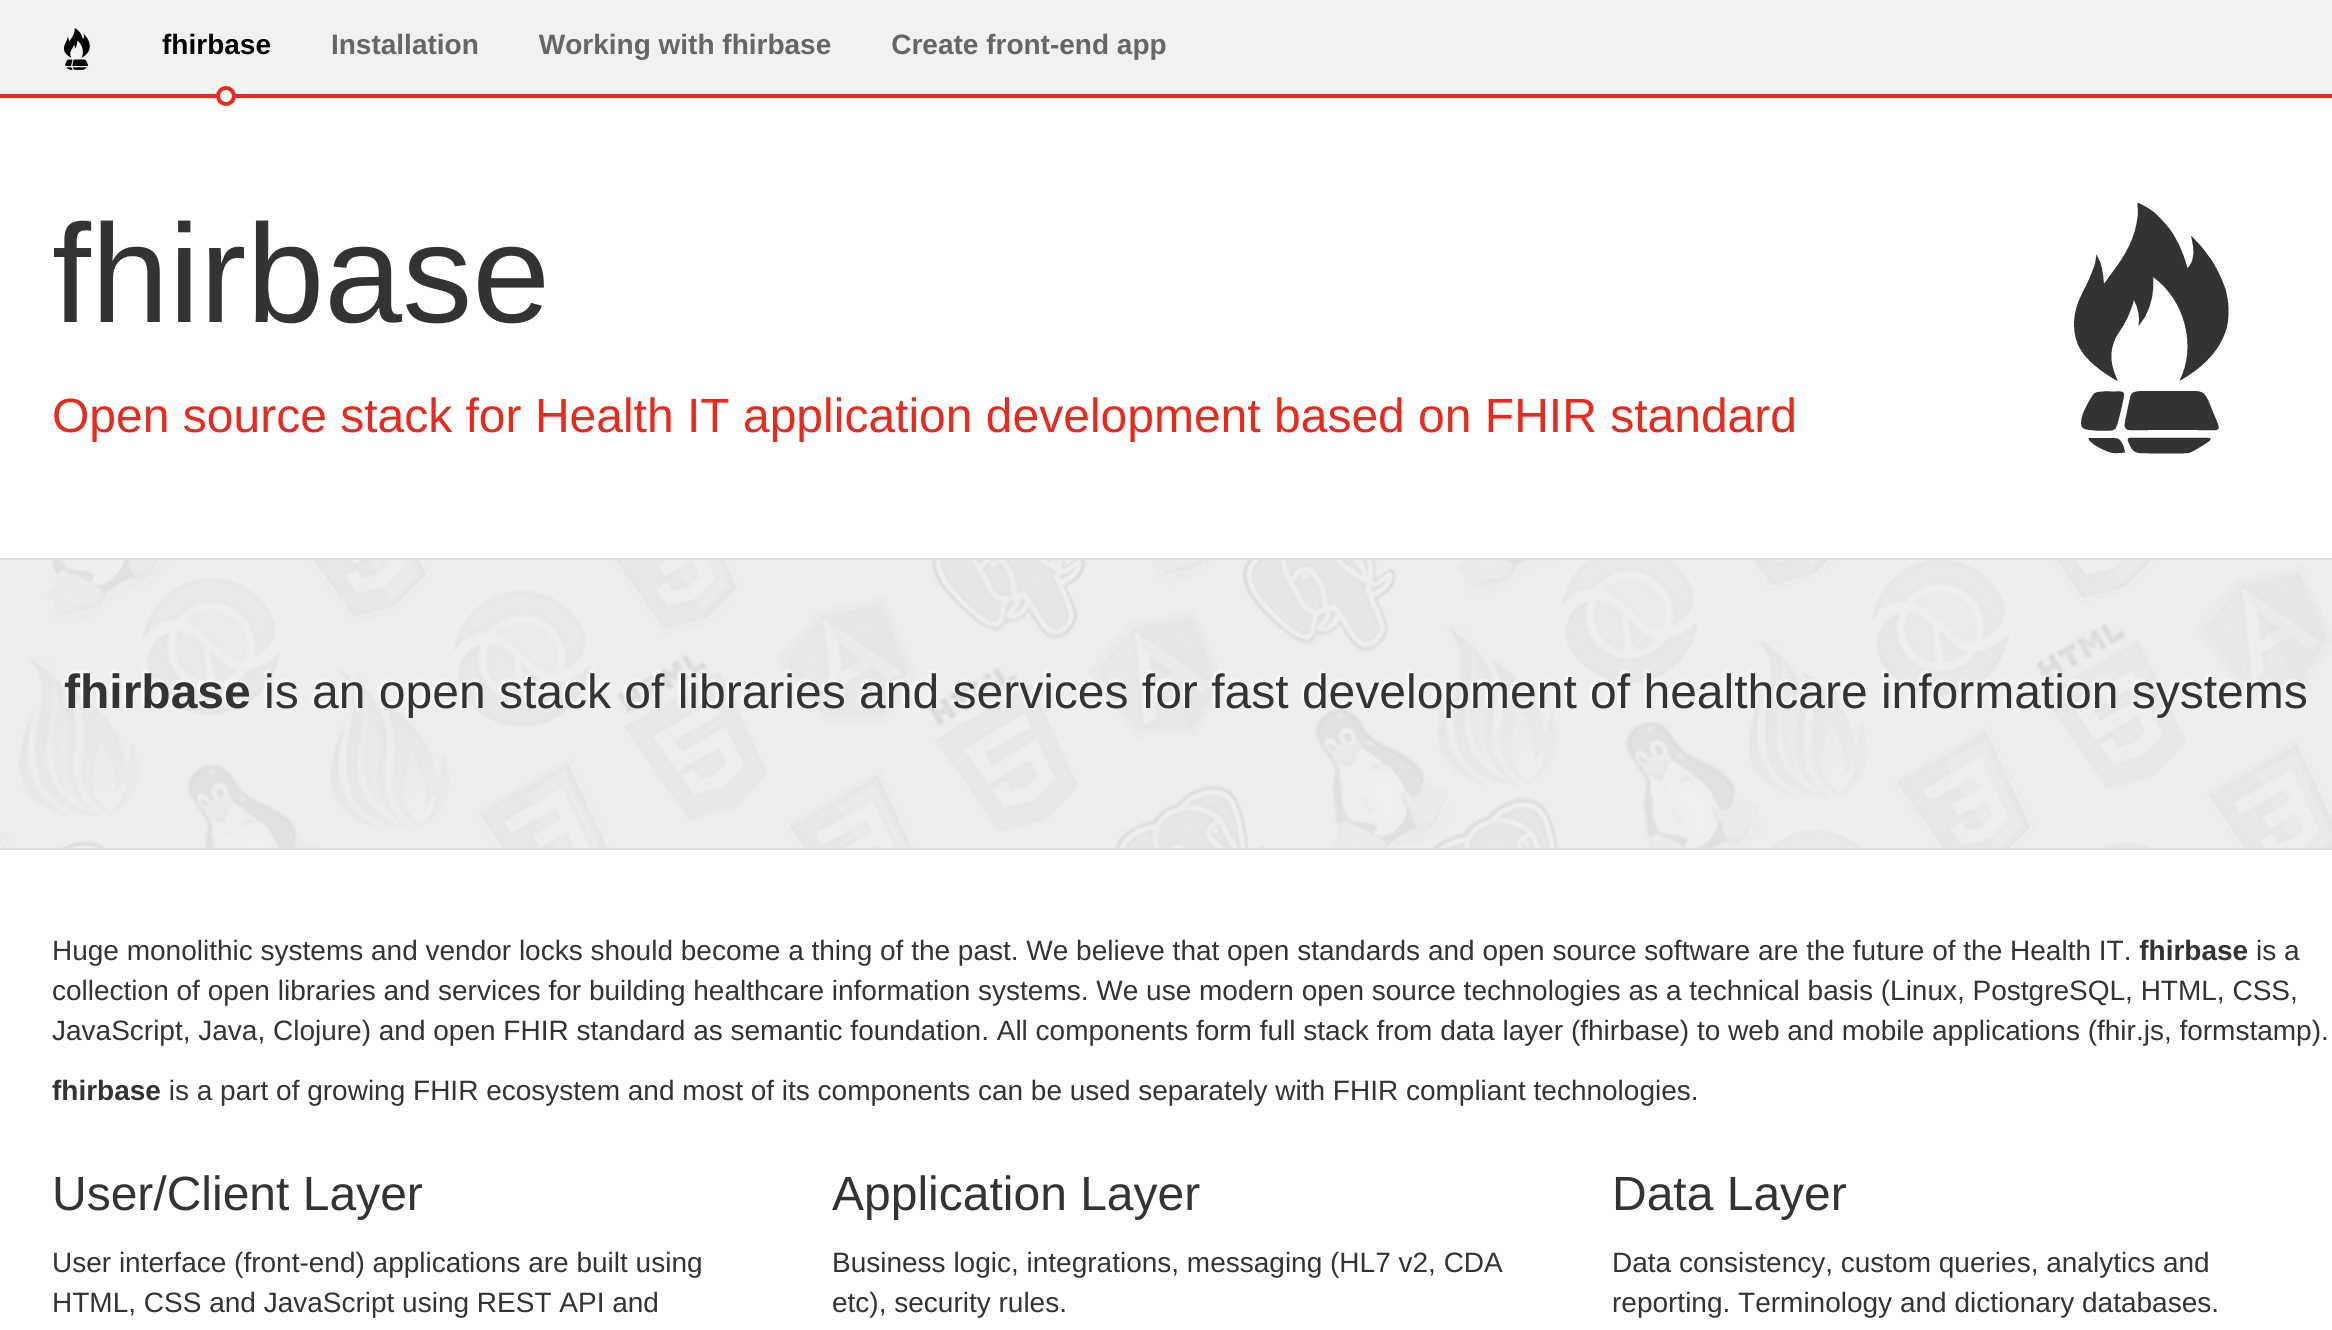 fhirbase Installation Working with fhirbase Create front-end app
fhirbase
Open source stack for Health IT application development based on FHIR standard
fhirbase is an open stack of libraries and services for fast development of healthcare information systems
Huge monolithic systems and vendor locks should become a thing of the past. We believe that open standards and open source software are the future of the Health IT. fhirbase is a
collection of open libraries and services for building healthcare information systems. We use modern open source technologies as a technical basis (Linux, PostgreSQL, HTML, CSS,
JavaScript, Java, Clojure) and open FHIR standard as semantic foundation. All components form full stack from data layer (fhirbase) to web and mobile applications (fhir.js, formstamp).
fhirbase is a part of growing FHIR ecosystem and most of its components can be used separately with FHIR compliant technologies.
User/Client Layer
User interface (front-end) applications are built using
HTML, CSS and JavaScript using REST API and
Application Layer
Business logic, integrations, messaging (HL7 v2, CDA
etc), security rules.
Data Layer
Data consistency, custom queries, analytics and
reporting. Terminology and dictionary databases.